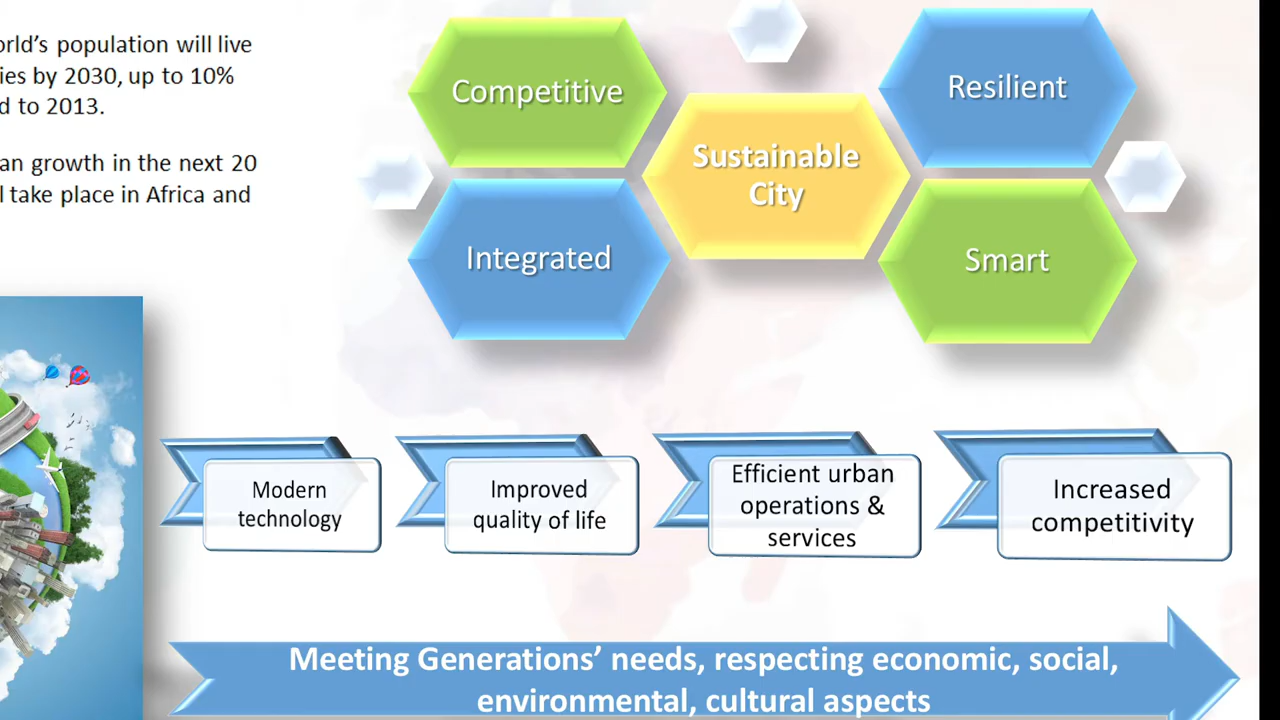 orld's population will live
ies by 2030, up to 10%
d to 2013.
an growth in the next 20
l take place in Africa and
Competitive
Resilient
Sustainable
City
Integrated
Smart
Modern
technology
Improved
quality of life
Efficient urban
operations &
services
Increased
competitivity
Meeting Generations' needs, respecting economic, social,
environmental, cultural aspects